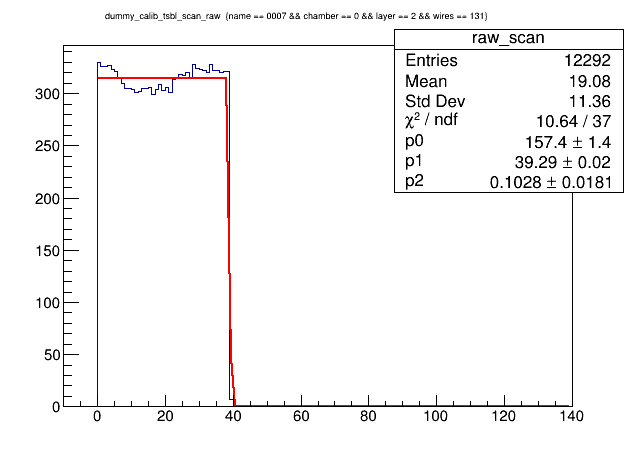 dummy_calib_tsbl_scan_raw (name == 0007 && chamber == 0 && layer == 2 && wires == 131)
raw_scan
Entries 12292
Mean 19.08
Std Dev 11.36
χ² / ndf 10.64 / 37
p0 157.4 ± 1.4
p1 39.29 ± 0.02
p2 0.1028 ± 0.0181
300
250
200
150
100
50
0
0 20 40 60 80 100 120 140